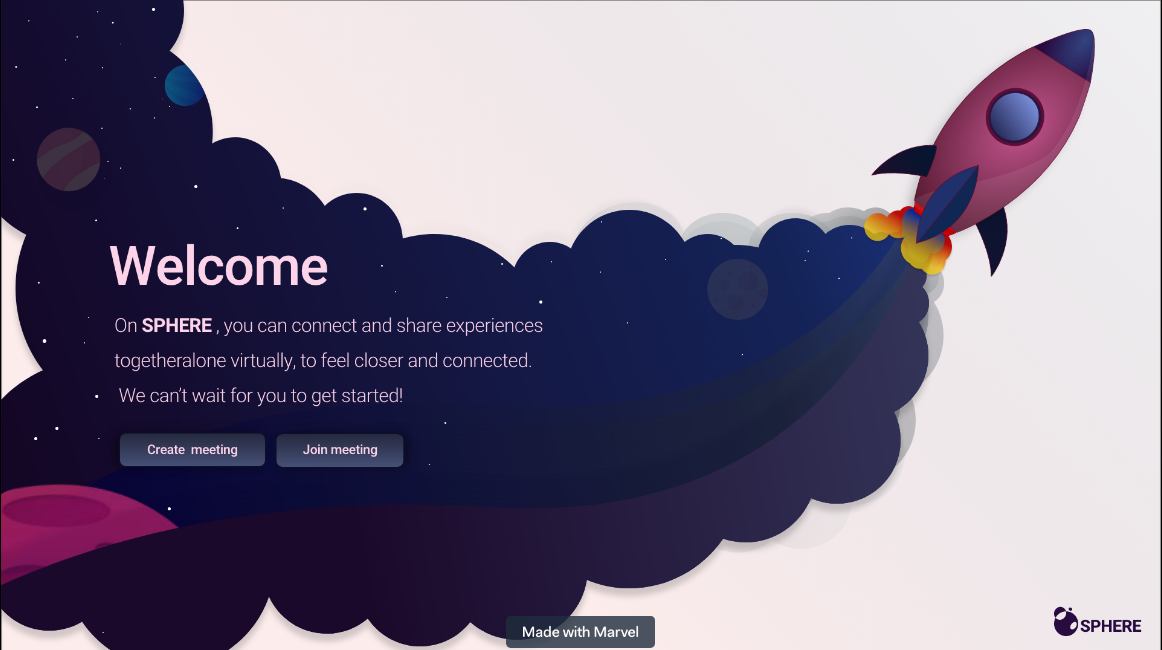 Welcome
On SPHERE , you can connect and share experiences
togetheralone virtually, to feel closer and connected.
We can't wait for you to get started!
Create meeting
Join meeting
Made with Marvel
SPHERE